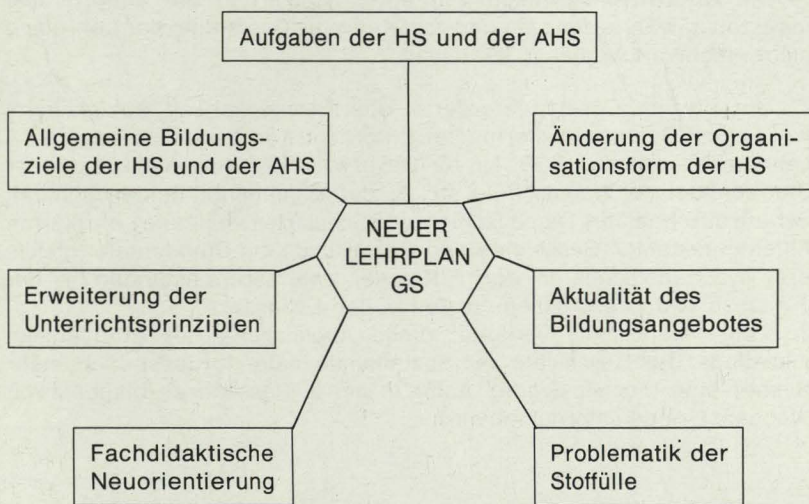 Aufgaben der HS und der AHS
Allgemeine Bildungs-
ziele der HS und der AHS
Änderung der Organi-
sationsform der HS
NEUER
LEHRPLAN
GS
Erweiterung der
Unterrichtsprinzipien
Aktualität des
Bildungsangebotes
Fachdidaktische
Neuorientierung
Problematik der
Stoffülle